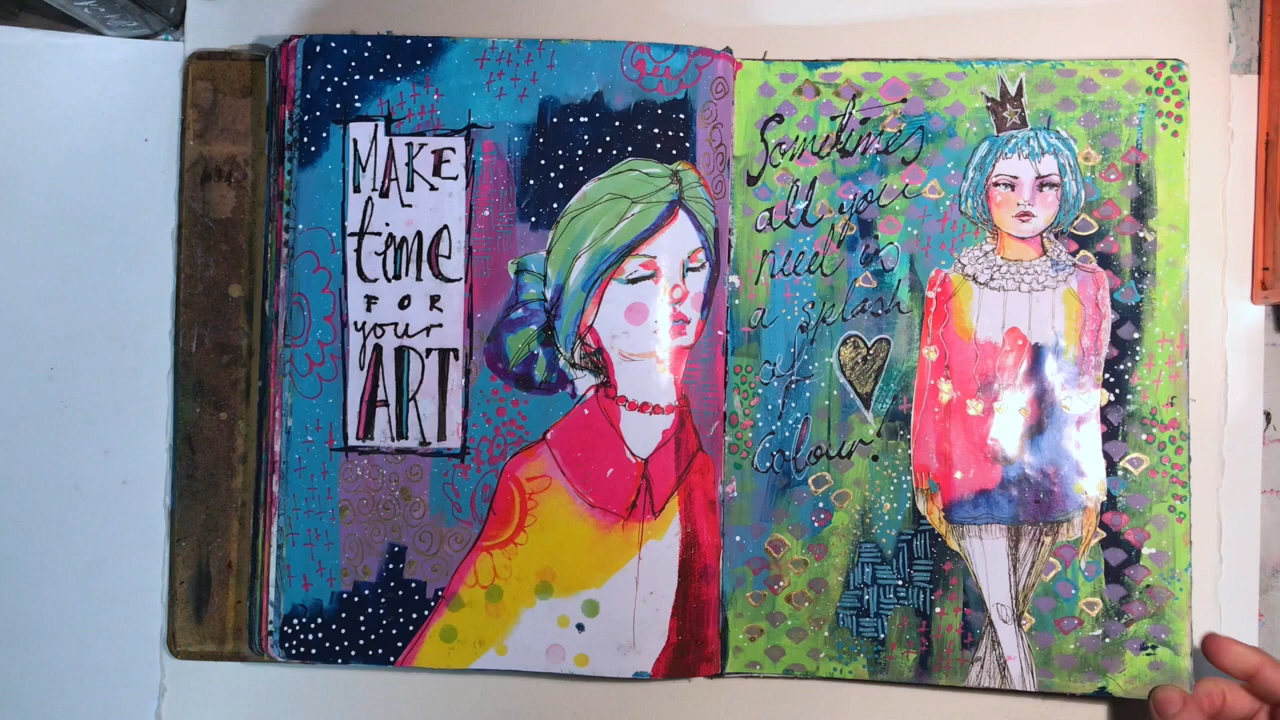 MAKE
time
FOR
your
ART
Sometimes
all you
need is
a splash
of
Colour!